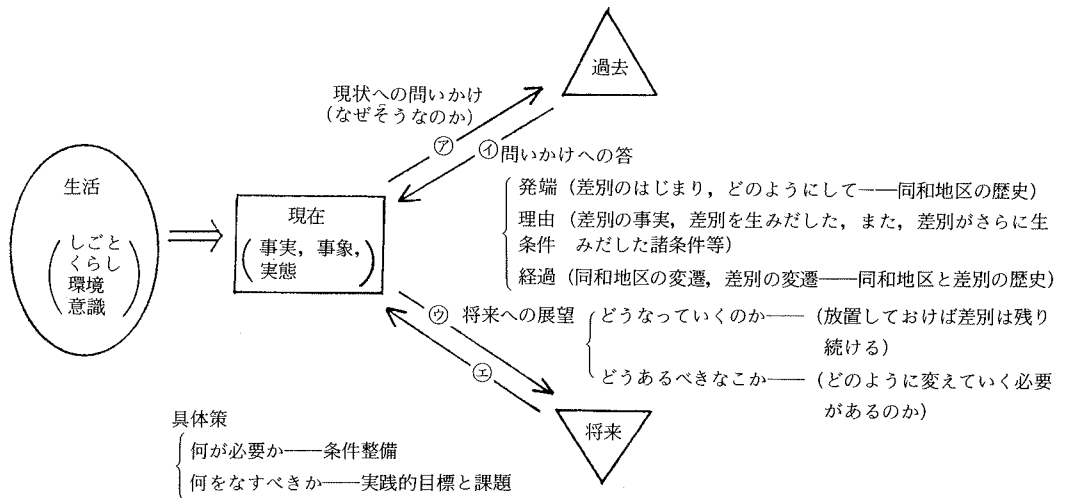 過去
現状への問いかけ
(なぜそうなのか)
㋐
㋑問いかけへの答
発端(差別のはじまり,どのようにして――同和地区の歴史)
理由(差別の事実,差別を生みだした,また,差別がさらに生
条件 みだした諸条件等)
経過(同和地区の変遷,差別の変遷――同和地区と差別の歴史)
生活
しごと
くらし
環境
意識
現在
(事実,事象,
実態)
㋒ 将来への展望
どうなっていくのか――(放置しておけば差別は残り
続ける)
どうあるべきなこか――(どのように変えていく必要
があるのか)
㋓
将来
具体策
何が必要か――条件整備
何をなすべきか――実践的目標と課題